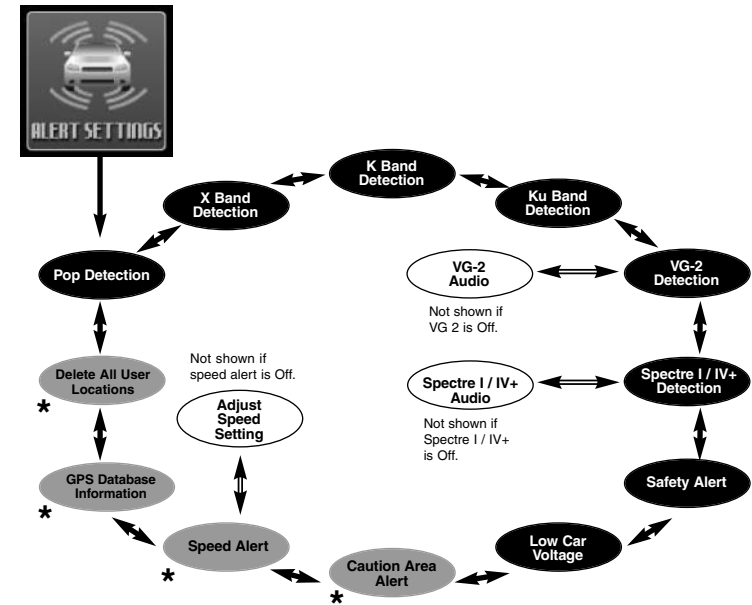 ALERT SETTINGS
K Band
Detection
X Band
Detection
Ku Band
Detection
Pop Detection
VG-2
Audio
VG-2
Detection
Not shown if
VG 2 is Off.
Not shown if
speed alert is Off.
Delete All User
Locations
*
Spectre I / IV+
Audio
Spectre I / IV+
Detection
Adjust
Speed
Setting
Not shown if
Spectre I / IV+
is Off.
GPS Database
Information
*
Safety Alert
Speed Alert
*
Low Car
Voltage
Caution Area
Alert
*